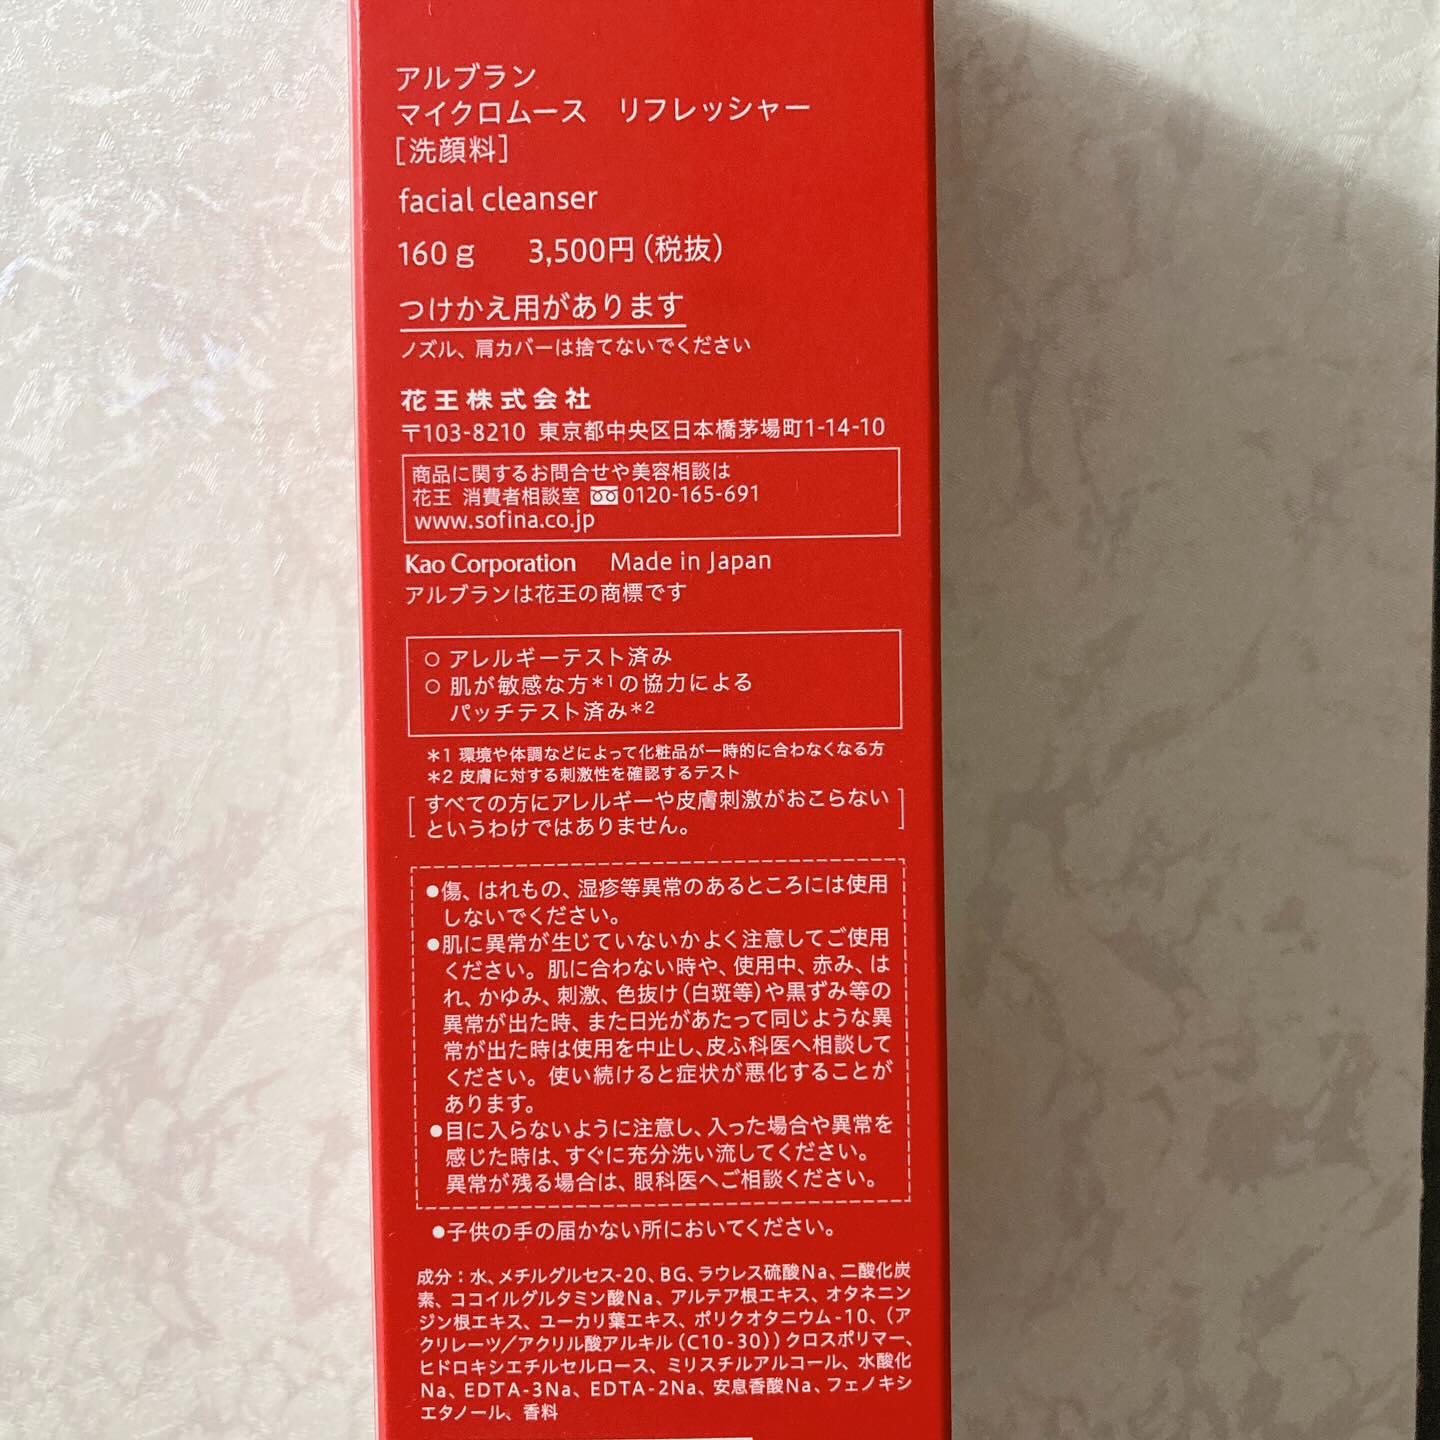 アルブラン
マイクロムース　リフレッシャー
[洗顔料]
facial cleanser
160g　3,500円(税抜)
つけかえ用があります
ノズル、肩カバーは捨てないでください
花王株式会社
〒103-8210 東京都中央区日本橋茅場町1-14-10
商品に関するお問合せや美容相談は
花王 消費者相談室 0120-165-691
www.sofina.co.jp
Kao Corporation　Made in Japan
アルブランは花王の商標です
○ アレルギーテスト済み
○ 肌が敏感な方*1の協力による
パッチテスト済み*2
*1 環境や体調などによって化粧品が一時的に合わなくなる方
*2 皮膚に対する刺激性を確認するテスト
[すべての方にアレルギーや皮膚刺激がおこらない
というわけではありません。]
●傷、はれもの、湿疹等異常のあるところには使用
しないでください。
●肌に異常が生じていないかよく注意してご使用
ください。肌に合わない時や、使用中、赤み、は
れ、かゆみ、刺激、色抜け(白斑等)や黒ずみ等の
異常が出た時、また日光があたって同じような異
常が出た時は使用を中止し、皮ふ科医へ相談して
ください。使い続けると症状が悪化することが
あります。
●目に入らないように注意し、入った場合や異常を
感じた時は、すぐに充分洗い流してください。
異常が残る場合は、眼科医へご相談ください。
●子供の手の届かない所においてください。
成分：水、メチルグルセス-20、BG、ラウレス硫酸Na、二酸化炭
素、ココイルグルタミン酸Na、アルテア根エキス、オタネニン
ジン根エキス、ユーカリ葉エキス、ポリクオタニウム-10、(ア
クリレーツ／アクリル酸アルキル(C10-30))クロスポリマー、
ヒドロキシエチルセルロース、ミリスチルアルコール、水酸化
Na、EDTA-3Na、EDTA-2Na、安息香酸Na、フェノキシ
エタノール、香料